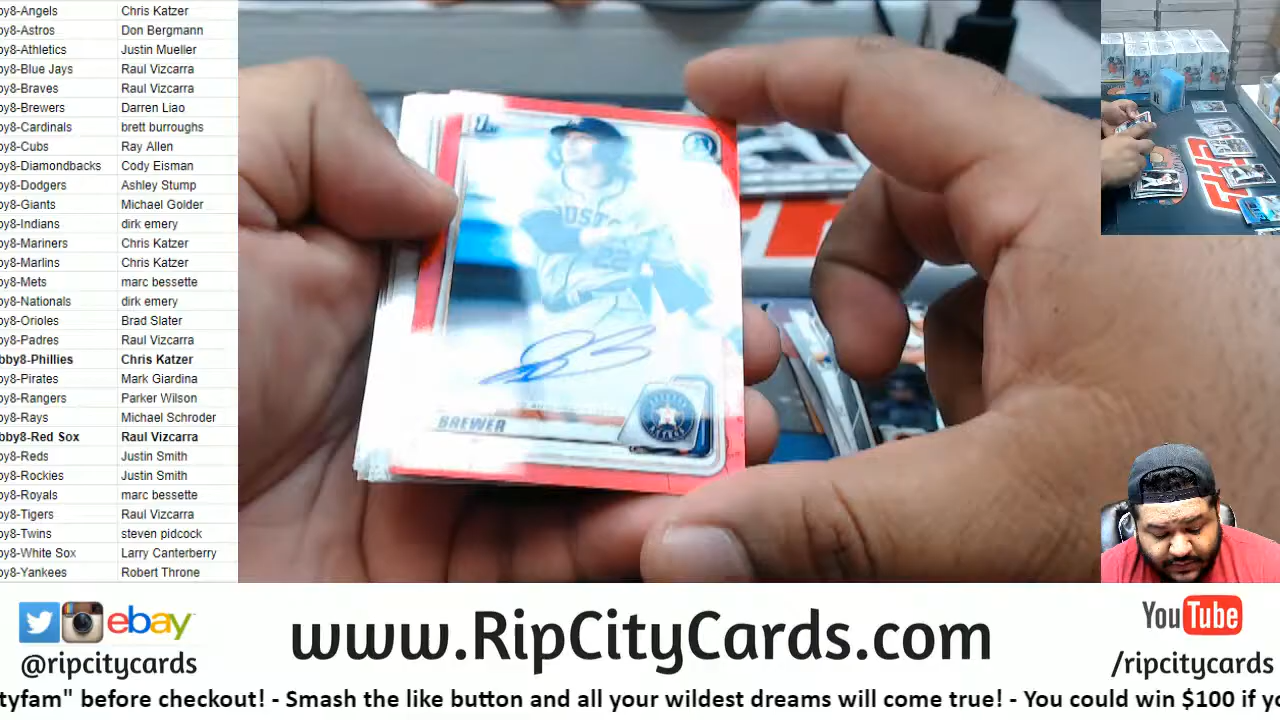 by8-Angels Chris Katzer
by8-Astros Don Bergmann
by8-Athletics Justin Mueller
by8-Blue Jays Raul Vizcarra
by8-Braves Raul Vizcarra
by8-Brewers Darren Liao
by8-Cardinals brett burroughs
by8-Cubs Ray Allen
by8-Diamondbacks Cody Eisman
by8-Dodgers Ashley Stump
by8-Giants Michael Golder
by8-Indians dirk emery
by8-Mariners Chris Katzer
by8-Marlins Chris Katzer
by8-Mets marc bessette
by8-Nationals dirk emery
by8-Orioles Brad Slater
by8-Padres Raul Vizcarra
bby8-Phillies Chris Katzer
by8-Pirates Mark Giardina
by8-Rangers Parker Wilson
by8-Rays Michael Schroder
bby8-Red Sox Raul Vizcarra
by8-Reds Justin Smith
by8-Rockies Justin Smith
by8-Royals marc bessette
by8-Tigers Raul Vizcarra
by8-Twins steven pidcock
by8-White Sox Larry Canterberry
by8-Yankees Robert Throne
1st
BREWER
ebay
@ripcitycards
www.RipCityCards.com
YouTube
/ripcitycards
tyfam" before checkout! - Smash the like button and all your wildest dreams will come true! - You could win $100 if yo